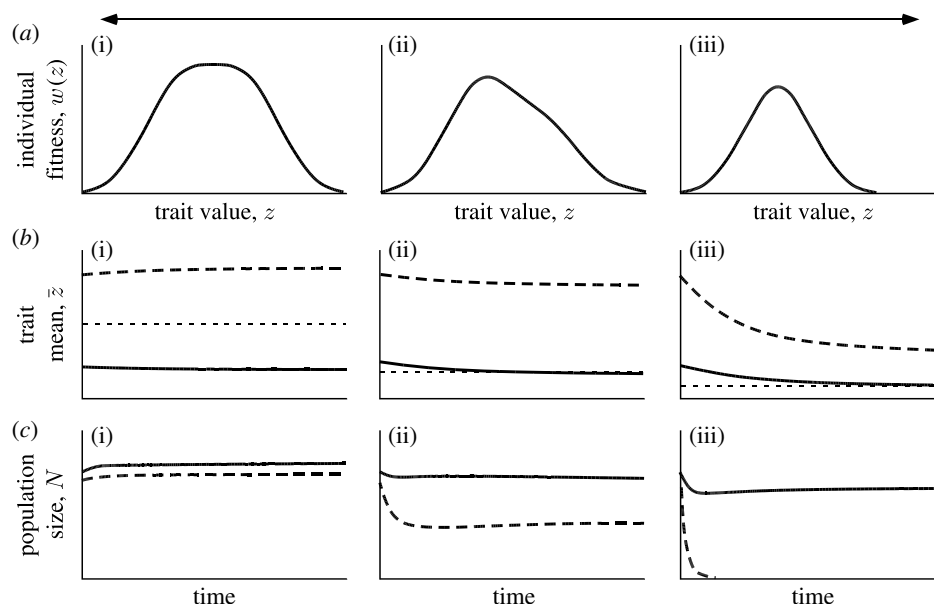 (a)
(i)
(ii)
(iii)
individual
fitness, w(z)
trait value, z
trait value, z
trait value, z
(b)
(i)
(ii)
(iii)
trait
mean, z̄
(c)
(i)
(ii)
(iii)
population
size, N
time
time
time